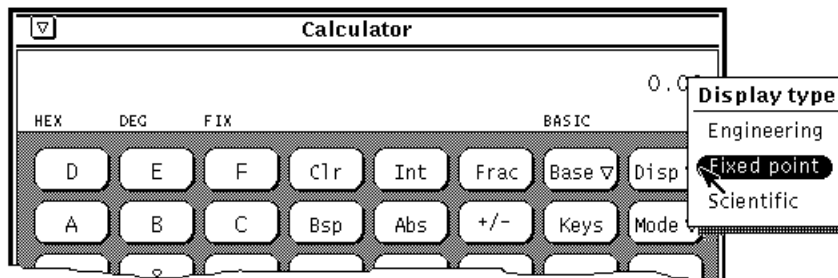 Calculator
0.0
Display type
HEX DEG FIX BASIC
Engineering
D E F Clr Int Frac Base Disp
Fixed point
A B C Bsp Abs +/- Keys Mode
Scientific